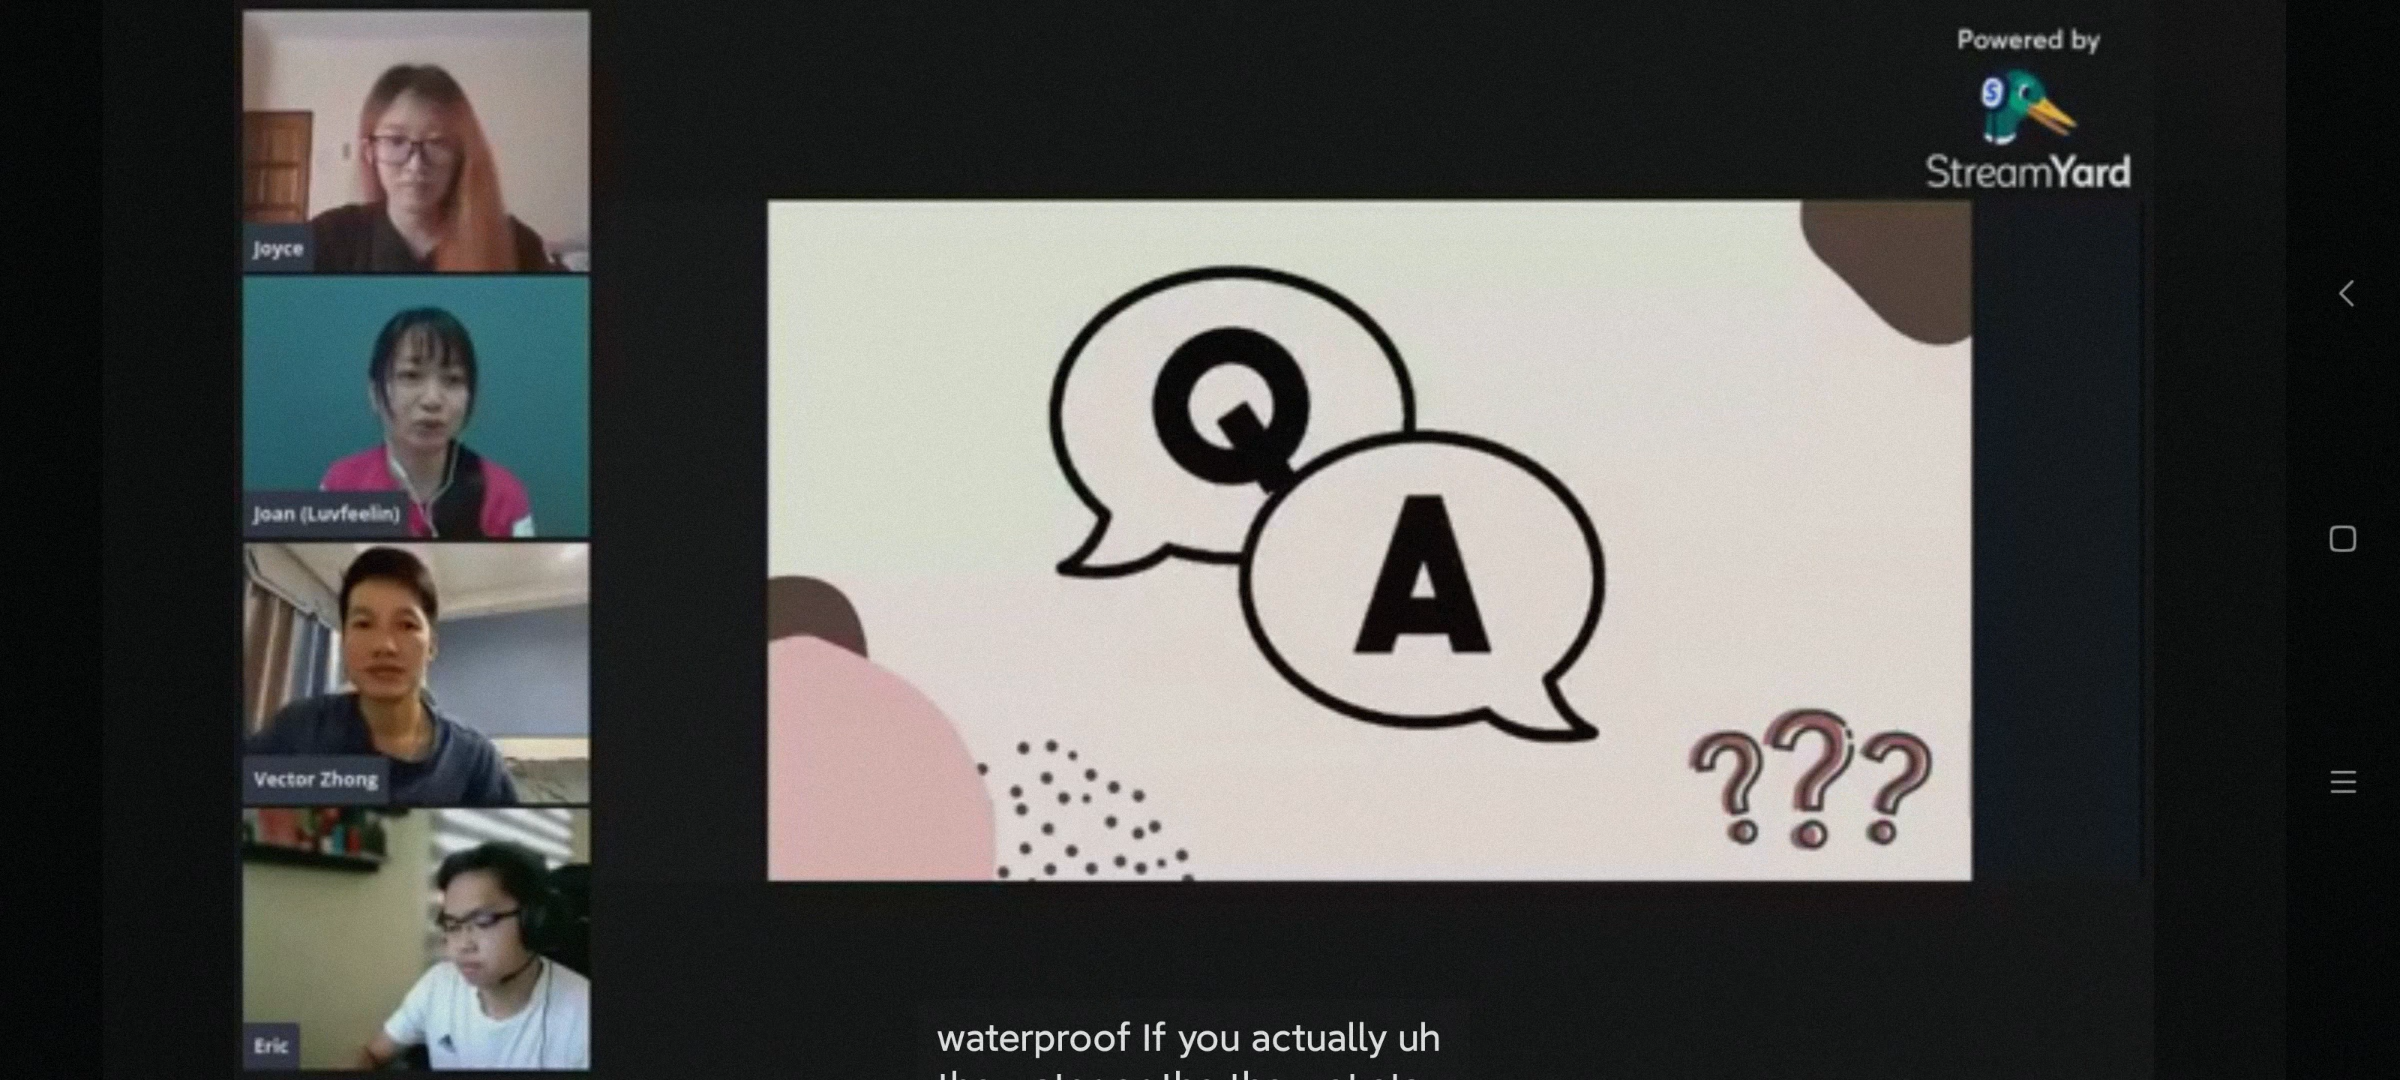 Powered by
S
StreamYard
Joyce
Joan (Luvfeelin)
Vector Zhong
Eric
Q
A
???
waterproof If you actually uh